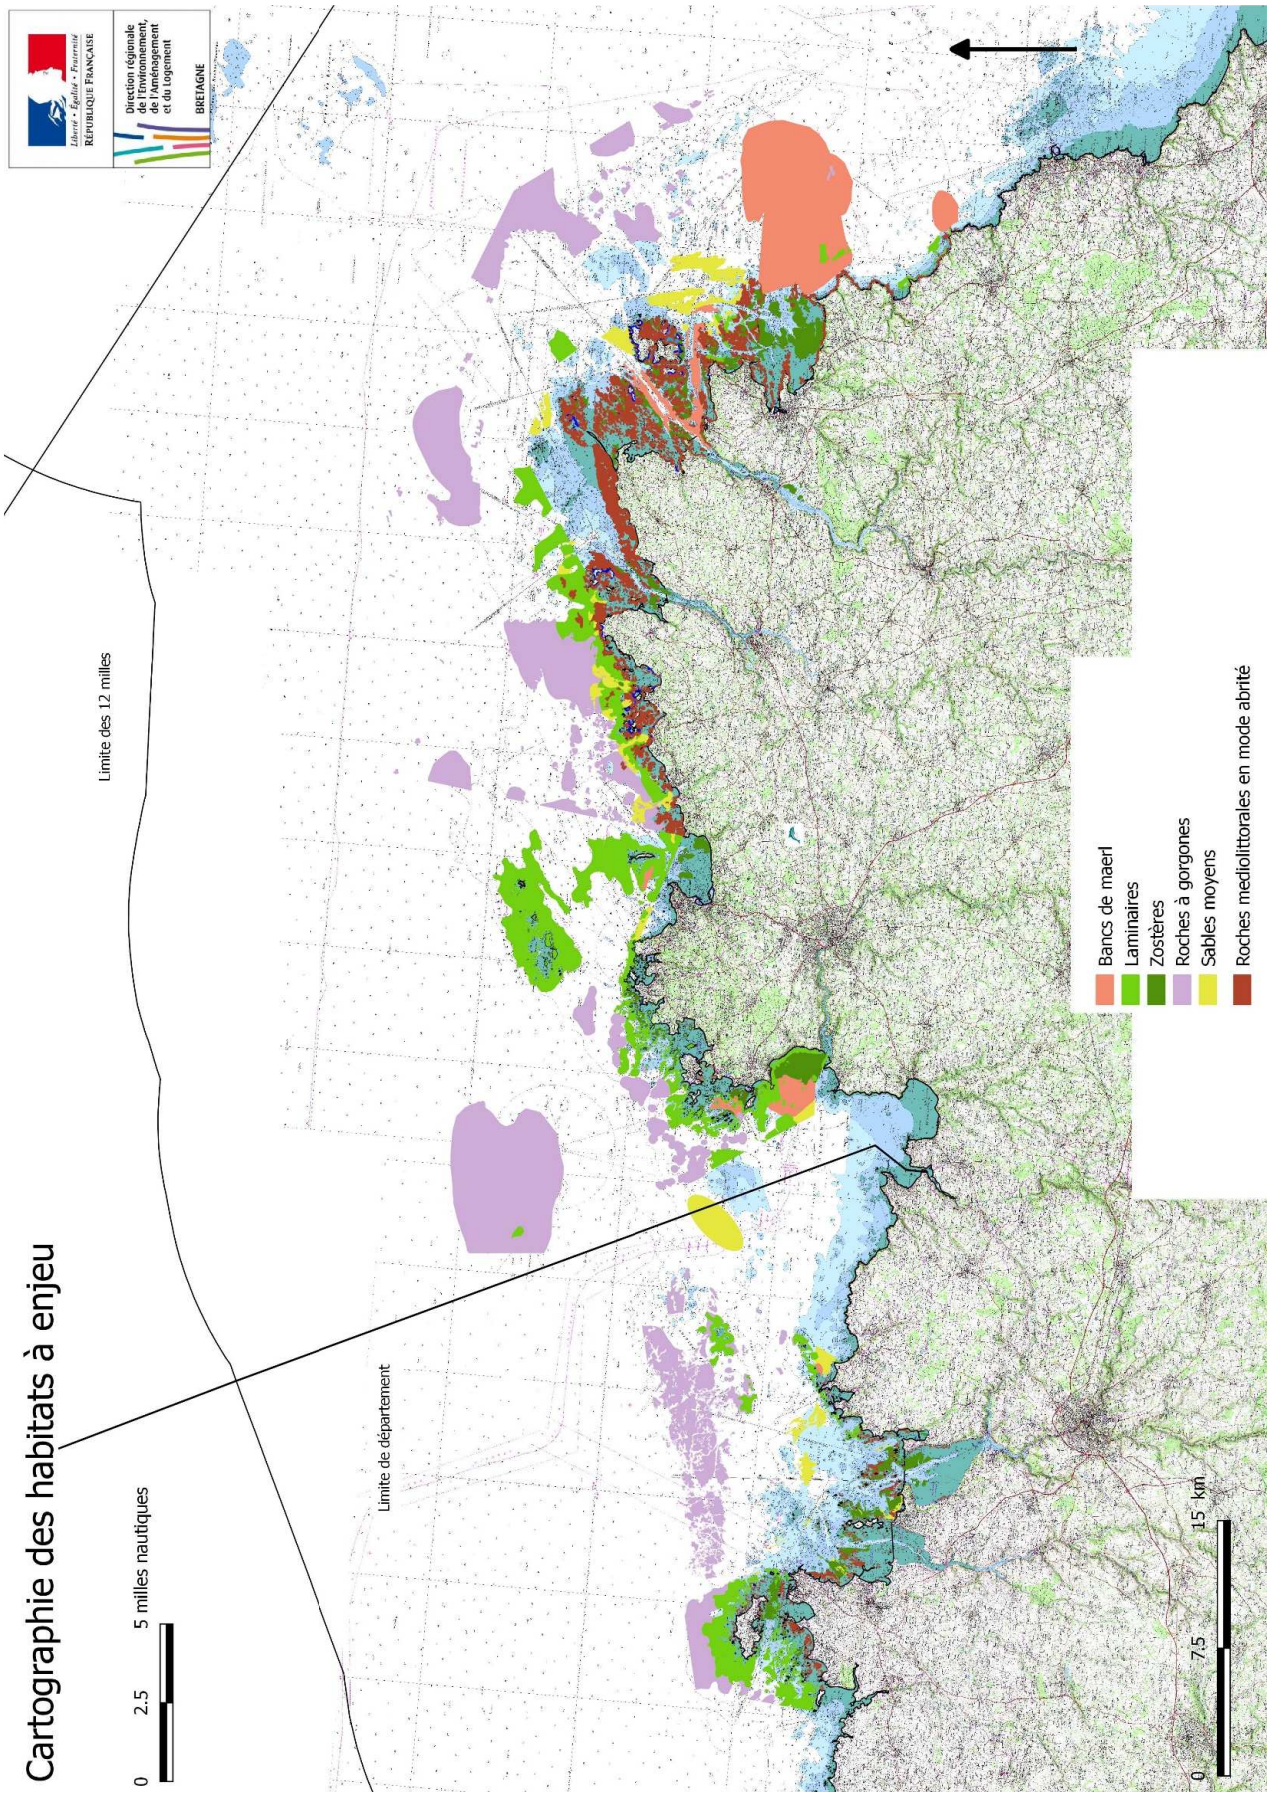 Cartographie des habitats à enjeu
0 2.5 5 milles nautiques
Limite des 12 milles
Limite de département
Liberté • Égalité • Fraternité
RÉPUBLIQUE FRANÇAISE
Direction régionale
de l'Environnement,
de l'Aménagement
et du Logement
BRETAGNE
Bancs de maerl
Laminaires
Zostères
Roches à gorgones
Sables moyens
Roches mediolittorales en mode abrité
0 7.5 15 km